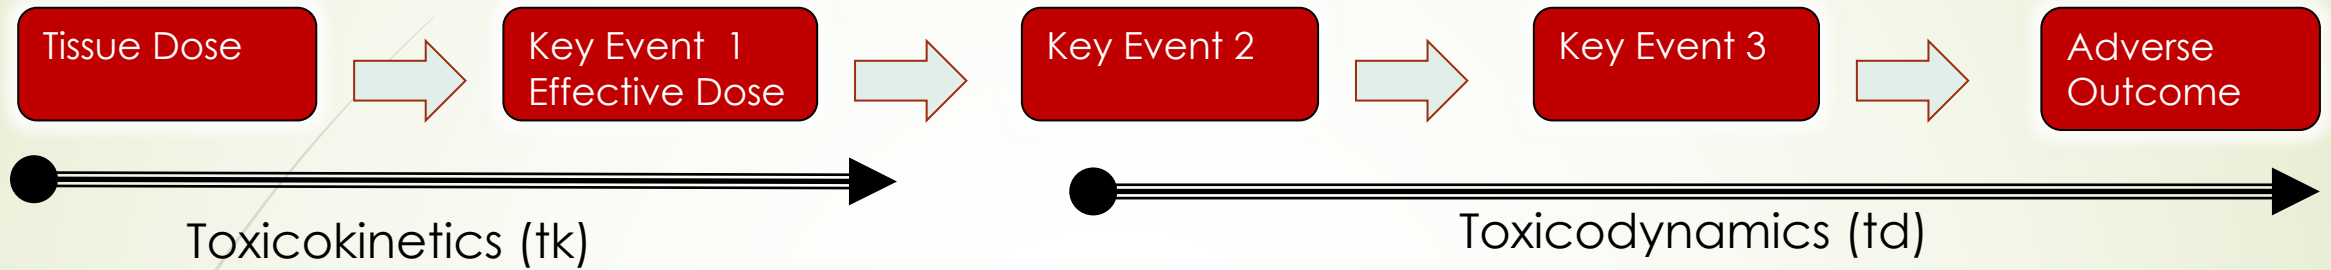 Tissue Dose
Key Event 1
Effective Dose
Key Event 2
Key Event 3
Adverse
Outcome
Toxicokinetics (tk)
Toxicodynamics (td)